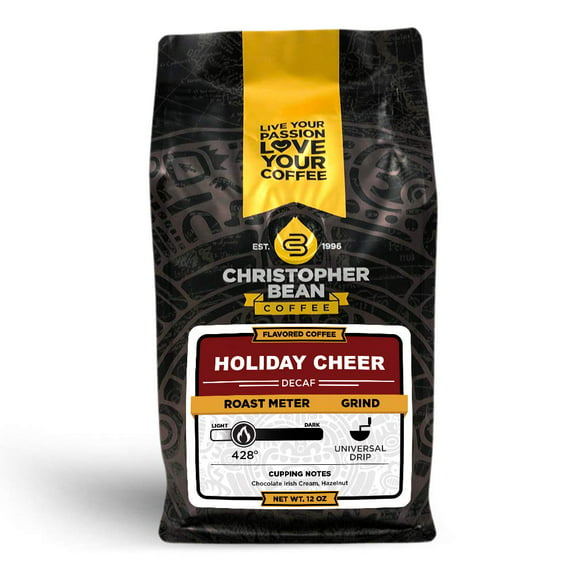 LIVE YOUR
PASSION
LOVE
YOUR
COFFEE
EST. 1996
CHRISTOPHER
BEAN
COFFEE
FLAVORED COFFEE
HOLIDAY CHEER
DECAF
ROAST METER GRIND
LIGHT DARK
428°
UNIVERSAL
DRIP
CUPPING NOTES
Chocolate Irish Cream, Hazelnut
NET WT. 12 OZ